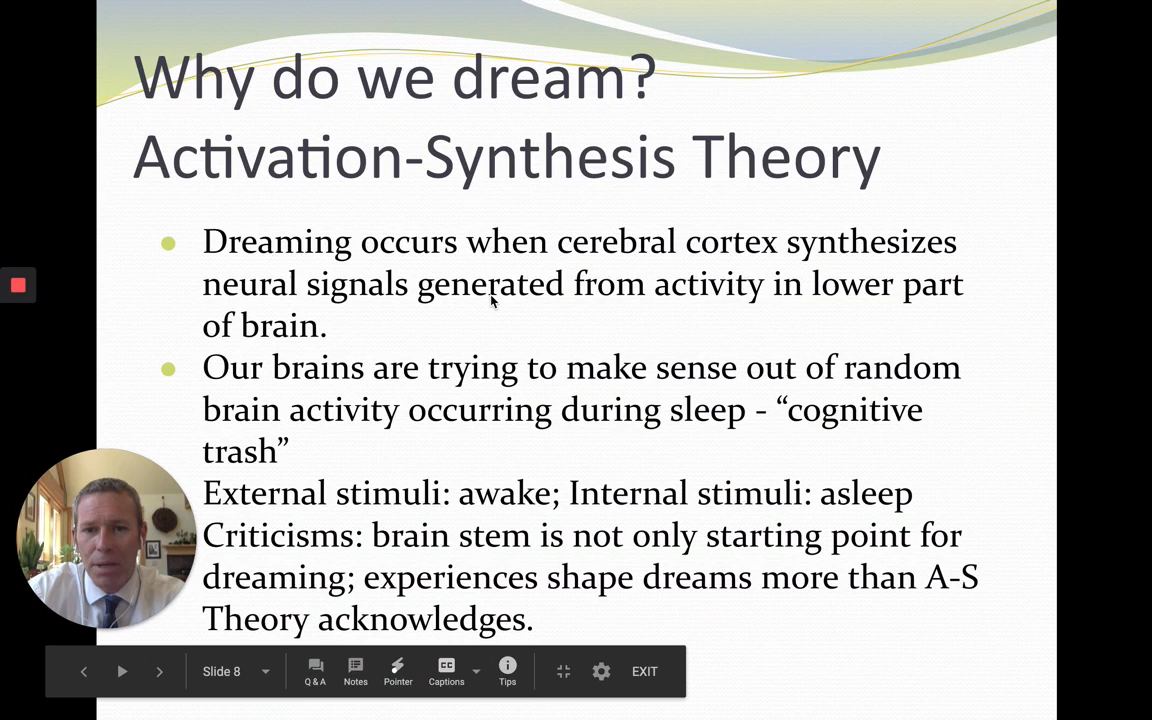 Why do we dream?
Activation-Synthesis Theory
Dreaming occurs when cerebral cortex synthesizes
neural signals generated from activity in lower part
of brain.
Our brains are trying to make sense out of random
brain activity occurring during sleep - “cognitive
trash”
External stimuli: awake; Internal stimuli: asleep
Criticisms: brain stem is not only starting point for
dreaming; experiences shape dreams more than A-S
Theory acknowledges.
Slide 8
Q & A
Notes
Pointer
CC
Captions
Tips
EXIT